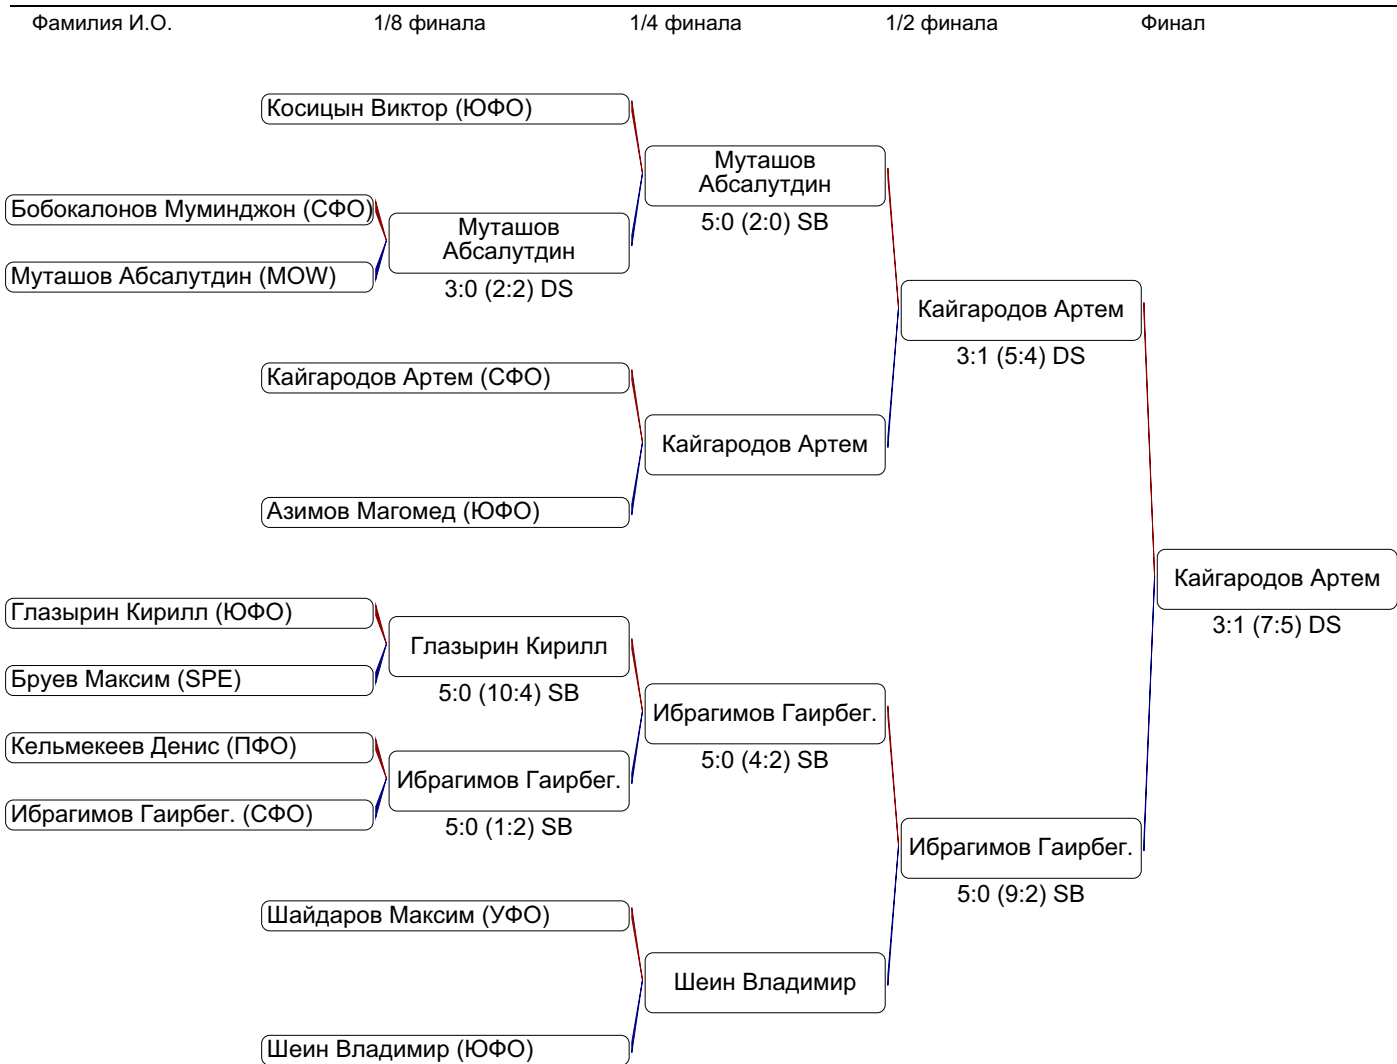 Фамилия И.О. 1/8 финала 1/4 финала 1/2 финала Финал
Косицын Виктор (ЮФО)
Муташов
Абсалутдин
5:0 (2:0) SB
Бобокалонов Муминджон (СФО)
Муташов
Абсалутдин
3:0 (2:2) DS
Муташов Абсалутдин (MOW)
Кайгародов Артем
3:1 (5:4) DS
Кайгародов Артем (СФО)
Кайгародов Артем
Азимов Магомед (ЮФО)
Кайгародов Артем
3:1 (7:5) DS
Глазырин Кирилл (ЮФО)
Глазырин Кирилл
5:0 (10:4) SB
Бруев Максим (SPE)
Ибрагимов Гаирбег.
5:0 (4:2) SB
Кельмекеев Денис (ПФО)
Ибрагимов Гаирбег.
5:0 (1:2) SB
Ибрагимов Гаирбег. (СФО)
Ибрагимов Гаирбег.
5:0 (9:2) SB
Шайдаров Максим (УФО)
Шеин Владимир
Шеин Владимир (ЮФО)